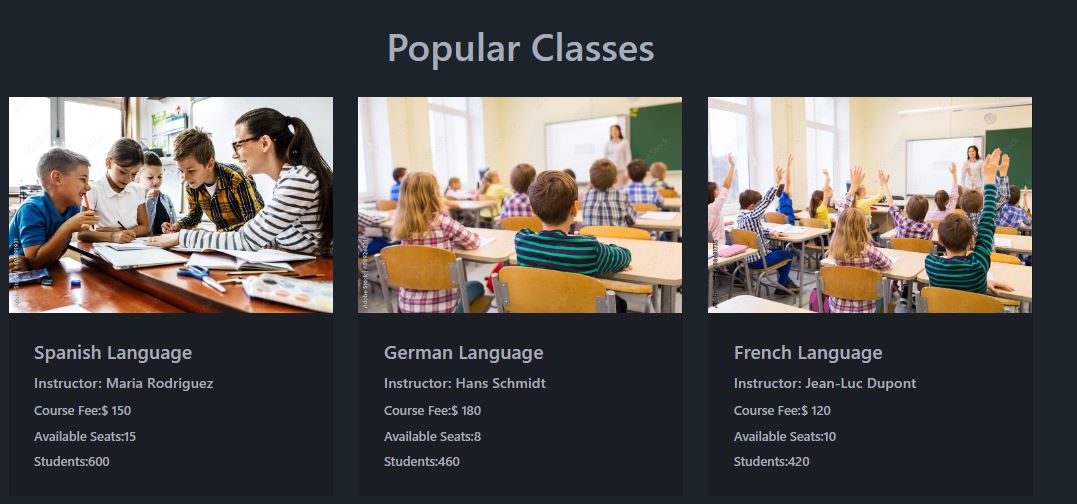 Popular Classes
Spanish Language
Instructor: Maria Rodriguez
Course Fee:$ 150
Available Seats:15
Students:600
German Language
Instructor: Hans Schmidt
Course Fee:$ 180
Available Seats:8
Students:460
French Language
Instructor: Jean-Luc Dupont
Course Fee:$ 120
Available Seats:10
Students:420